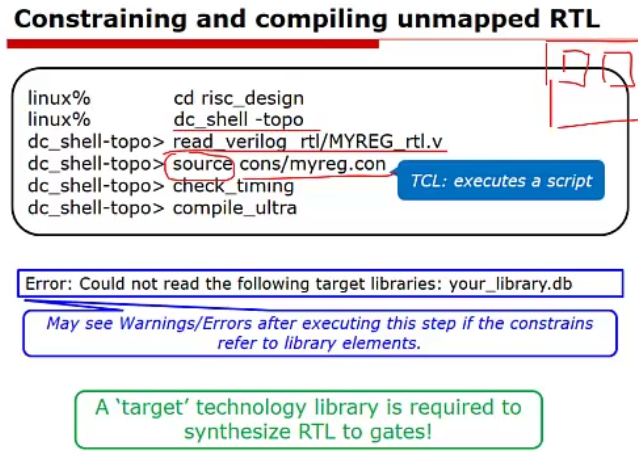 Constraining and compiling unmapped RTL
linux% cd risc_design
linux% dc_shell -topo
dc_shell-topo> read_verilog rtl/MYREG_rtl.v
dc_shell-topo> source cons/myreg.con
TCL: executes a script
dc_shell-topo> check_timing
dc_shell-topo> compile_ultra
Error: Could not read the following target libraries: your_library.db
May see Warnings/Errors after executing this step if the constrains
refer to library elements.
A ‘target’ technology library is required to
synthesize RTL to gates!